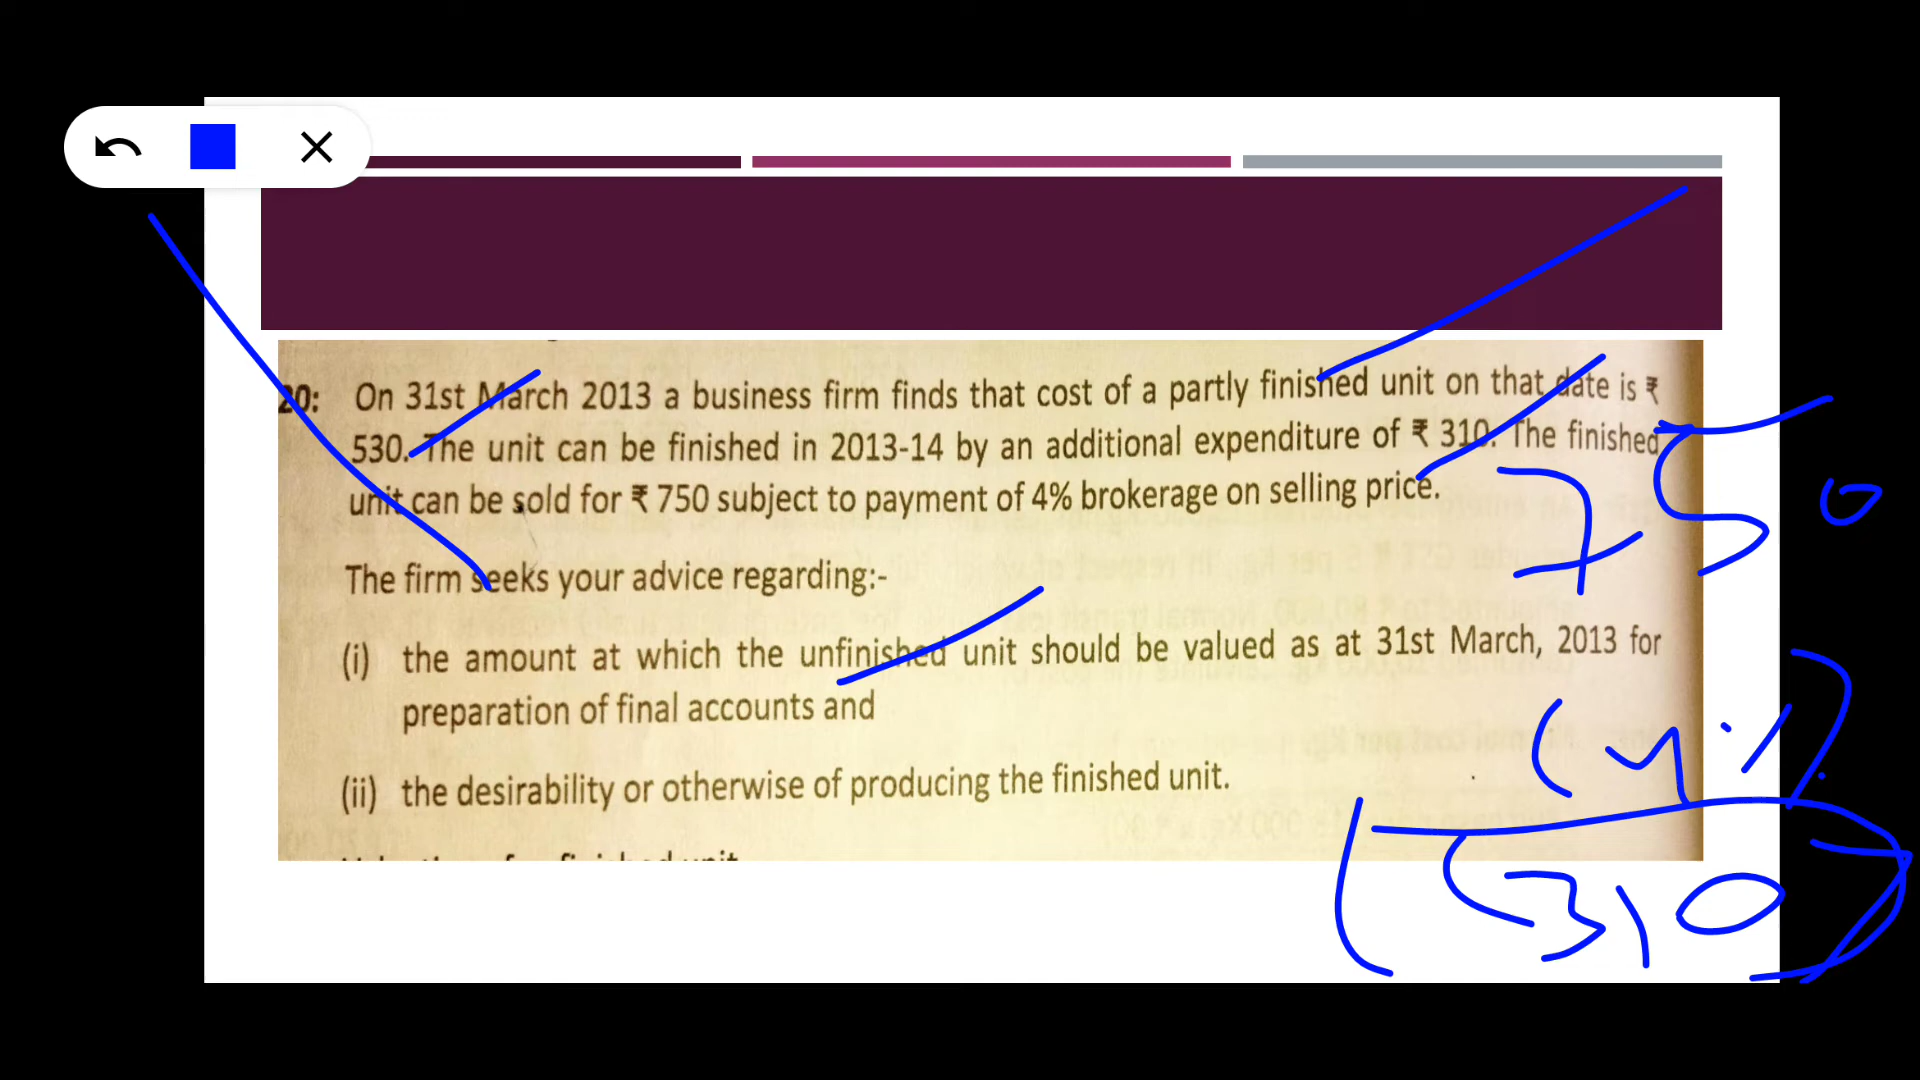 20: On 31st March 2013 a business firm finds that cost of a partly finished unit on that date is ₹
530. The unit can be finished in 2013-14 by an additional expenditure of ₹ 310. The finished
unit can be sold for ₹ 750 subject to payment of 4% brokerage on selling price.
750
The firm seeks your advice regarding:-
(i) the amount at which the unfinished unit should be valued as at 31st March, 2013 for
preparation of final accounts and
(ii) the desirability or otherwise of producing the finished unit.
(310)